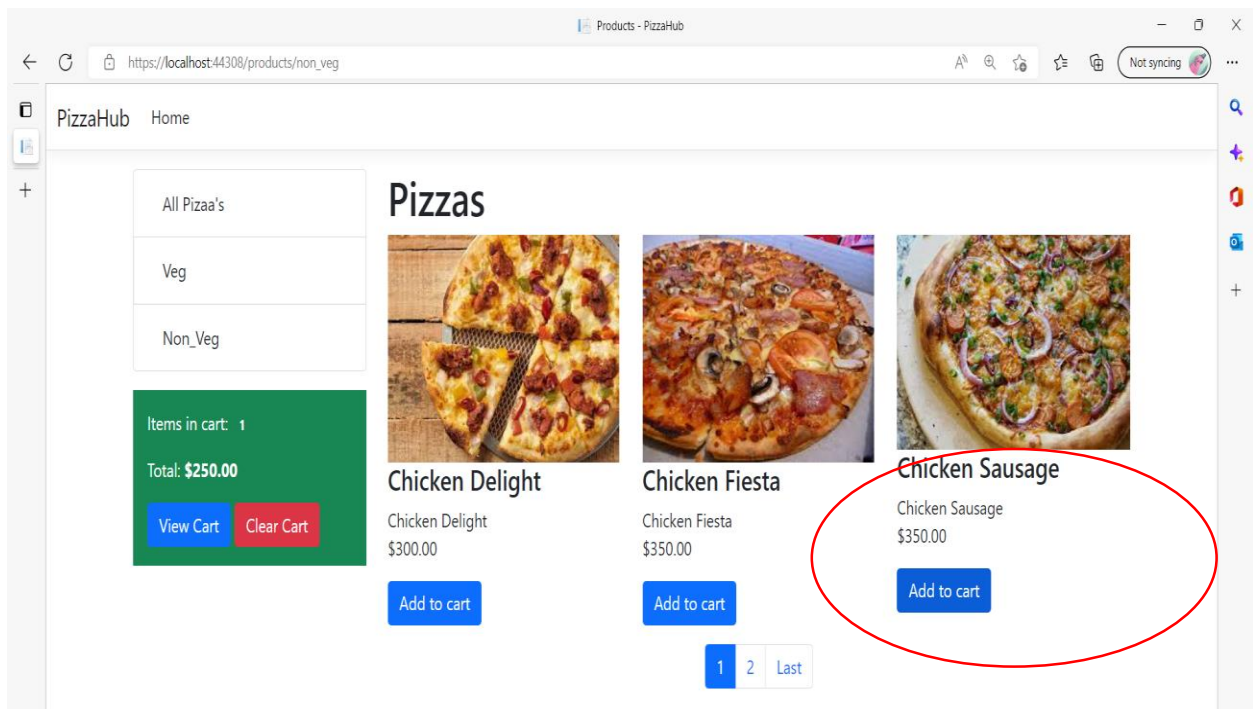 Products - PizzaHub
https://localhost:44308/products/non_veg
Not syncing
PizzaHub Home
All Pizaa's
Veg
Non_Veg
Items in cart: 1
Total: $250.00
View Cart Clear Cart
Pizzas
Chicken Delight
Chicken Delight
$300.00
Add to cart
Chicken Fiesta
Chicken Fiesta
$350.00
Add to cart
Chicken Sausage
Chicken Sausage
$350.00
Add to cart
1 2 Last